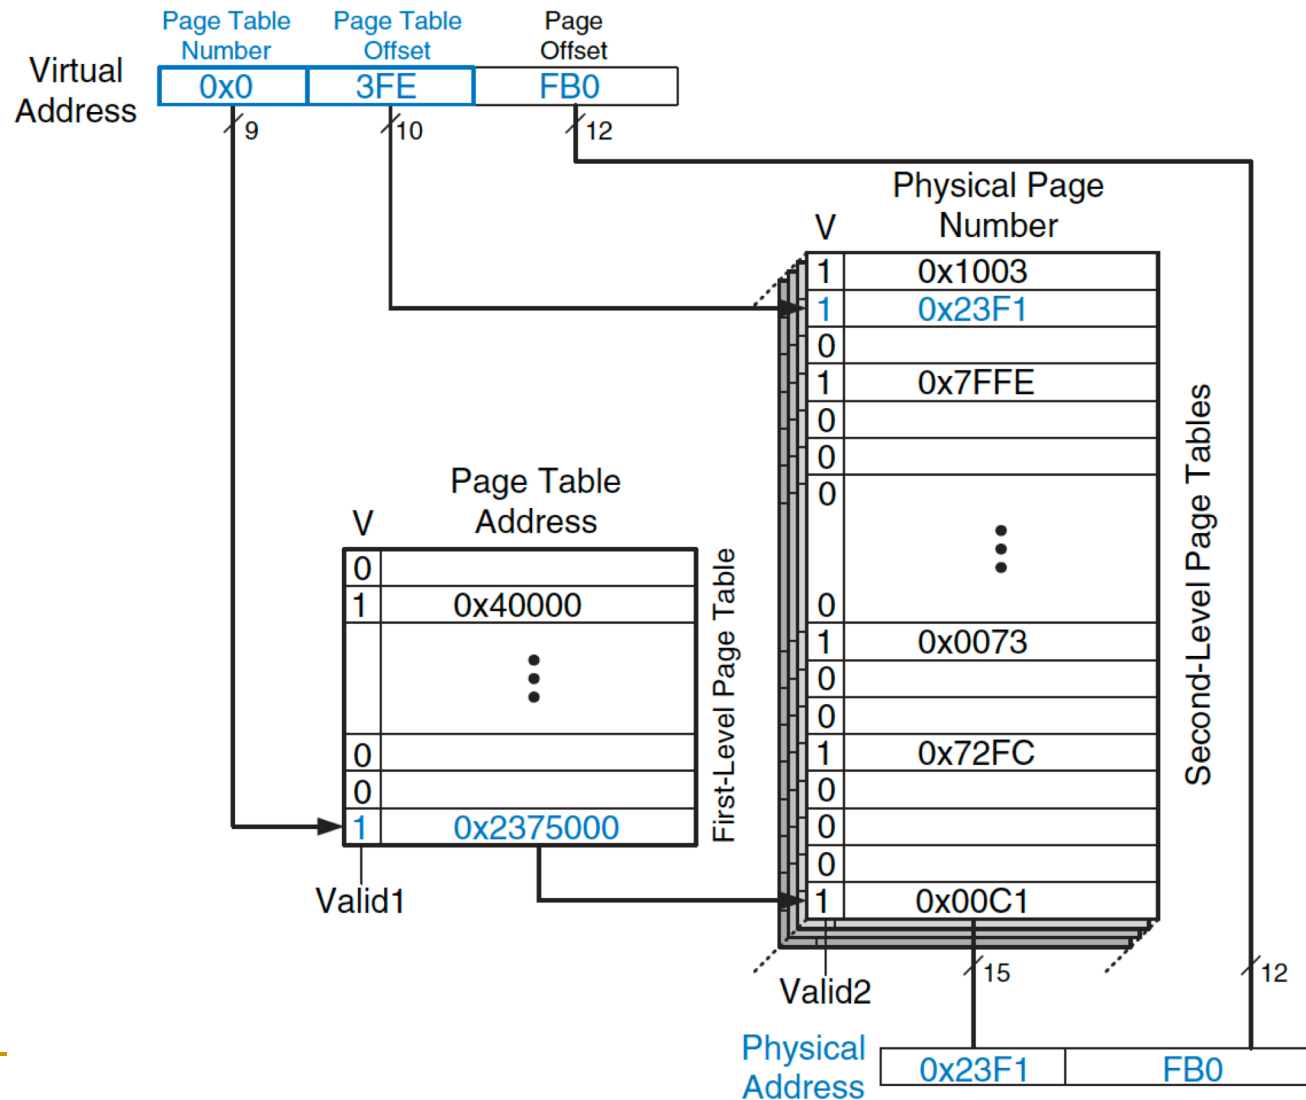 Page Table Number
Page Table Offset
Page Offset
Virtual Address
0x0 3FE FB0
9 10 12
Physical Page Number
V
1 0x1003
1 0x23F1
0
1 0x7FFE
0
0
0
0
1 0x0073
0
0
1 0x72FC
0
0
0
1 0x00C1
Second-Level Page Tables
Page Table Address
V
0
1 0x40000
0
0
1 0x2375000
First-Level Page Table
Valid1
Valid2
15 12
Physical Address
0x23F1 FB0